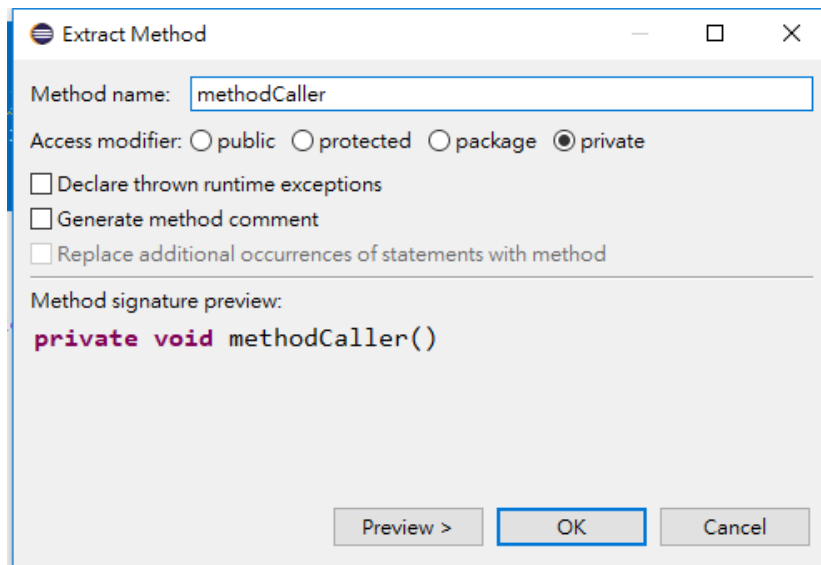 Extract Method
Method name: methodCaller
Access modifier: public protected package private
Declare thrown runtime exceptions
Generate method comment
Replace additional occurrences of statements with method
Method signature preview:
private void methodCaller()
Preview > OK Cancel